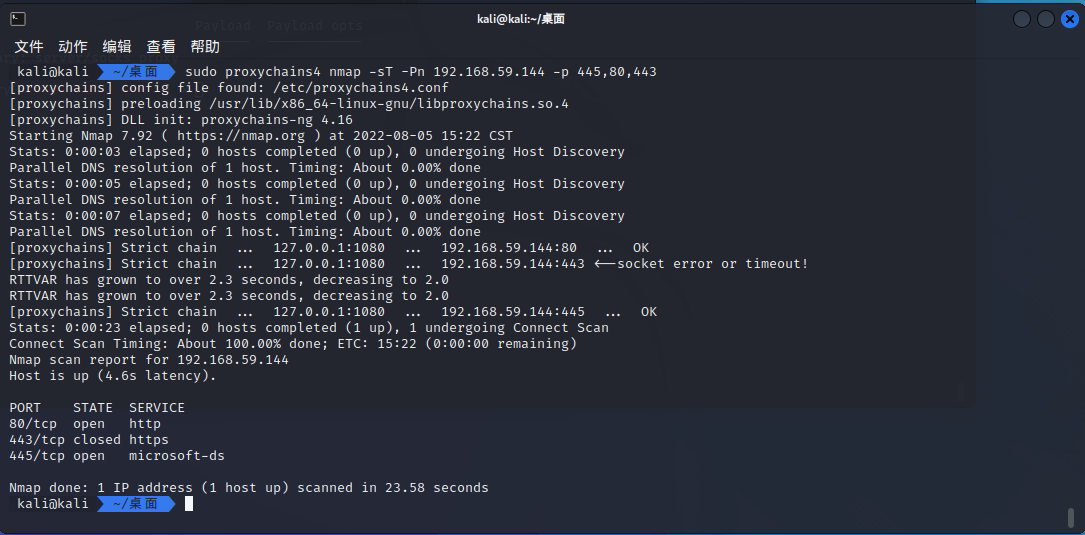 Payload Payload opts
kali@kali:~/桌面
文件 动作 编辑 查看 帮助
kali@kali ~/桌面 sudo proxychains4 nmap -sT -Pn 192.168.59.144 -p 445,80,443
[proxychains] config file found: /etc/proxychains4.conf
[proxychains] preloading /usr/lib/x86_64-linux-gnu/libproxychains.so.4
[proxychains] DLL init: proxychains-ng 4.16
Starting Nmap 7.92 ( https://nmap.org ) at 2022-08-05 15:22 CST
Stats: 0:00:03 elapsed; 0 hosts completed (0 up), 0 undergoing Host Discovery
Parallel DNS resolution of 1 host. Timing: About 0.00% done
Stats: 0:00:05 elapsed; 0 hosts completed (0 up), 0 undergoing Host Discovery
Parallel DNS resolution of 1 host. Timing: About 0.00% done
Stats: 0:00:07 elapsed; 0 hosts completed (0 up), 0 undergoing Host Discovery
Parallel DNS resolution of 1 host. Timing: About 0.00% done
[proxychains] Strict chain ... 127.0.0.1:1080 ... 192.168.59.144:80 ... OK
[proxychains] Strict chain ... 127.0.0.1:1080 ... 192.168.59.144:443 <--socket error or timeout!
RTTVAR has grown to over 2.3 seconds, decreasing to 2.0
RTTVAR has grown to over 2.3 seconds, decreasing to 2.0
[proxychains] Strict chain ... 127.0.0.1:1080 ... 192.168.59.144:445 ... OK
Stats: 0:00:23 elapsed; 0 hosts completed (1 up), 1 undergoing Connect Scan
Connect Scan Timing: About 100.00% done; ETC: 15:22 (0:00:00 remaining)
Nmap scan report for 192.168.59.144
Host is up (4.6s latency).
PORT STATE SERVICE
80/tcp open http
443/tcp closed https
445/tcp open microsoft-ds
Nmap done: 1 IP address (1 host up) scanned in 23.58 seconds
kali@kali ~/桌面